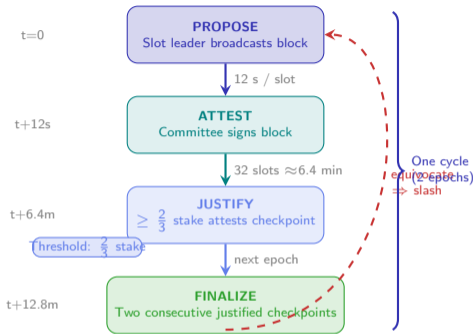 t=0
PROPOSE
Slot leader broadcasts block
12 s / slot
t+12s
ATTEST
Committee signs block
32 slots ≈6.4 min
One cycle
(2 epochs)
equivocate
⇒ slash
t+6.4m
JUSTIFY
≥ 2/3 stake attests checkpoint
Threshold: 2/3 stake
next epoch
t+12.8m
FINALIZE
Two consecutive justified checkpoints